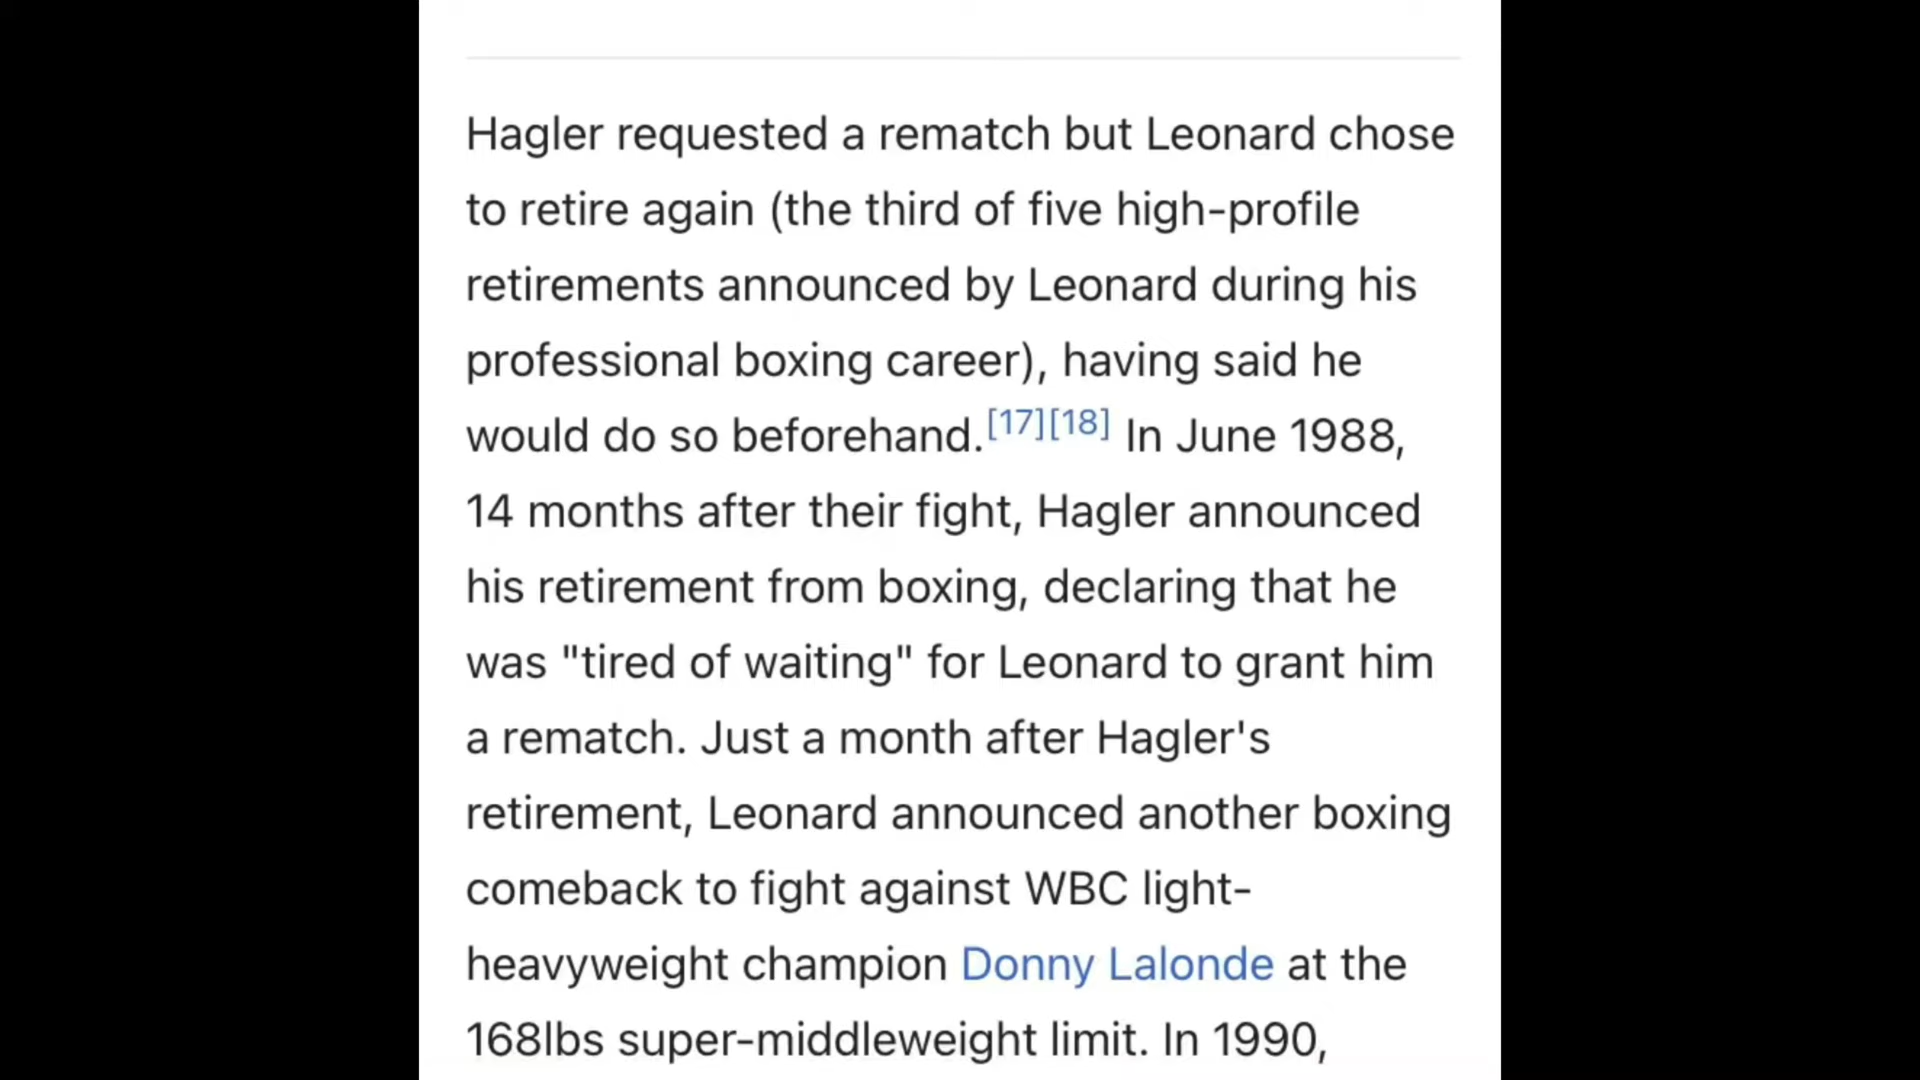 Hagler requested a rematch but Leonard chose
to retire again (the third of five high-profile
retirements announced by Leonard during his
professional boxing career), having said he
would do so beforehand.[17][18] In June 1988,
14 months after their fight, Hagler announced
his retirement from boxing, declaring that he
was "tired of waiting" for Leonard to grant him
a rematch. Just a month after Hagler's
retirement, Leonard announced another boxing
comeback to fight against WBC light-
heavyweight champion Donny Lalonde at the
168lbs super-middleweight limit. In 1990,